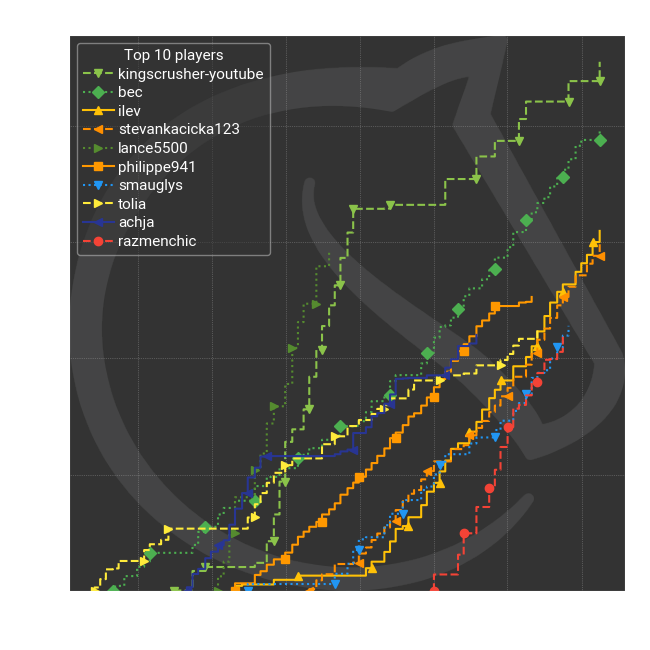 Top 10 players
kingscrusher-youtube
bec
ilev
stevankacicka123
lance5500
philippe941
smauglys
tolia
achja
razmenchic